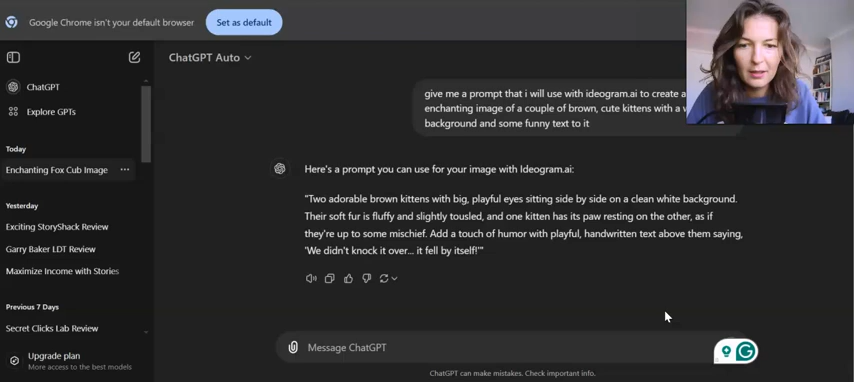 Google Chrome isn't your default browser
Set as default
ChatGPT
Explore GPTs
Today
Enchanting Fox Cub Image
Yesterday
Exciting StoryShack Review
Garry Baker LDT Review
Maximize Income with Stories
Previous 7 Days
Secret Clicks Lab Review
Upgrade plan
More access to the best models
ChatGPT Auto
give me a prompt that i will use with ideogram.ai to create a
enchanting image of a couple of brown, cute kittens with a w
background and some funny text to it
Here's a prompt you can use for your image with Ideogram.ai:
"Two adorable brown kittens with big, playful eyes sitting side by side on a clean white background.
Their soft fur is fluffy and slightly tousled, and one kitten has its paw resting on the other, as if
they're up to some mischief. Add a touch of humor with playful, handwritten text above them saying,
'We didn't knock it over... it fell by itself!'"
Message ChatGPT
ChatGPT can make mistakes. Check important info.